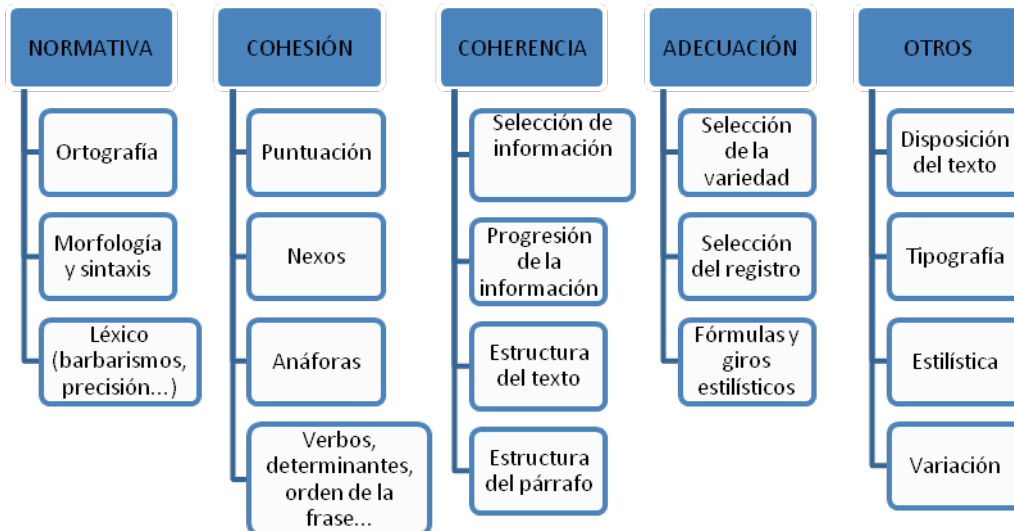 NORMATIVA
Ortografía
Morfología
y sintaxis
Léxico
(barbarismos,
precisión...)
COHESIÓN
Puntuación
Nexos
Anáforas
Verbos,
determinantes,
orden de la
frase...
COHERENCIA
Selección de
información
Progresión
de la
información
Estructura
del texto
Estructura
del párrafo
ADECUACIÓN
Selección
de la
variedad
Selección
del registro
Fórmulas y
giros
estilísticos
OTROS
Disposición
del texto
Tipografía
Estilística
Variación